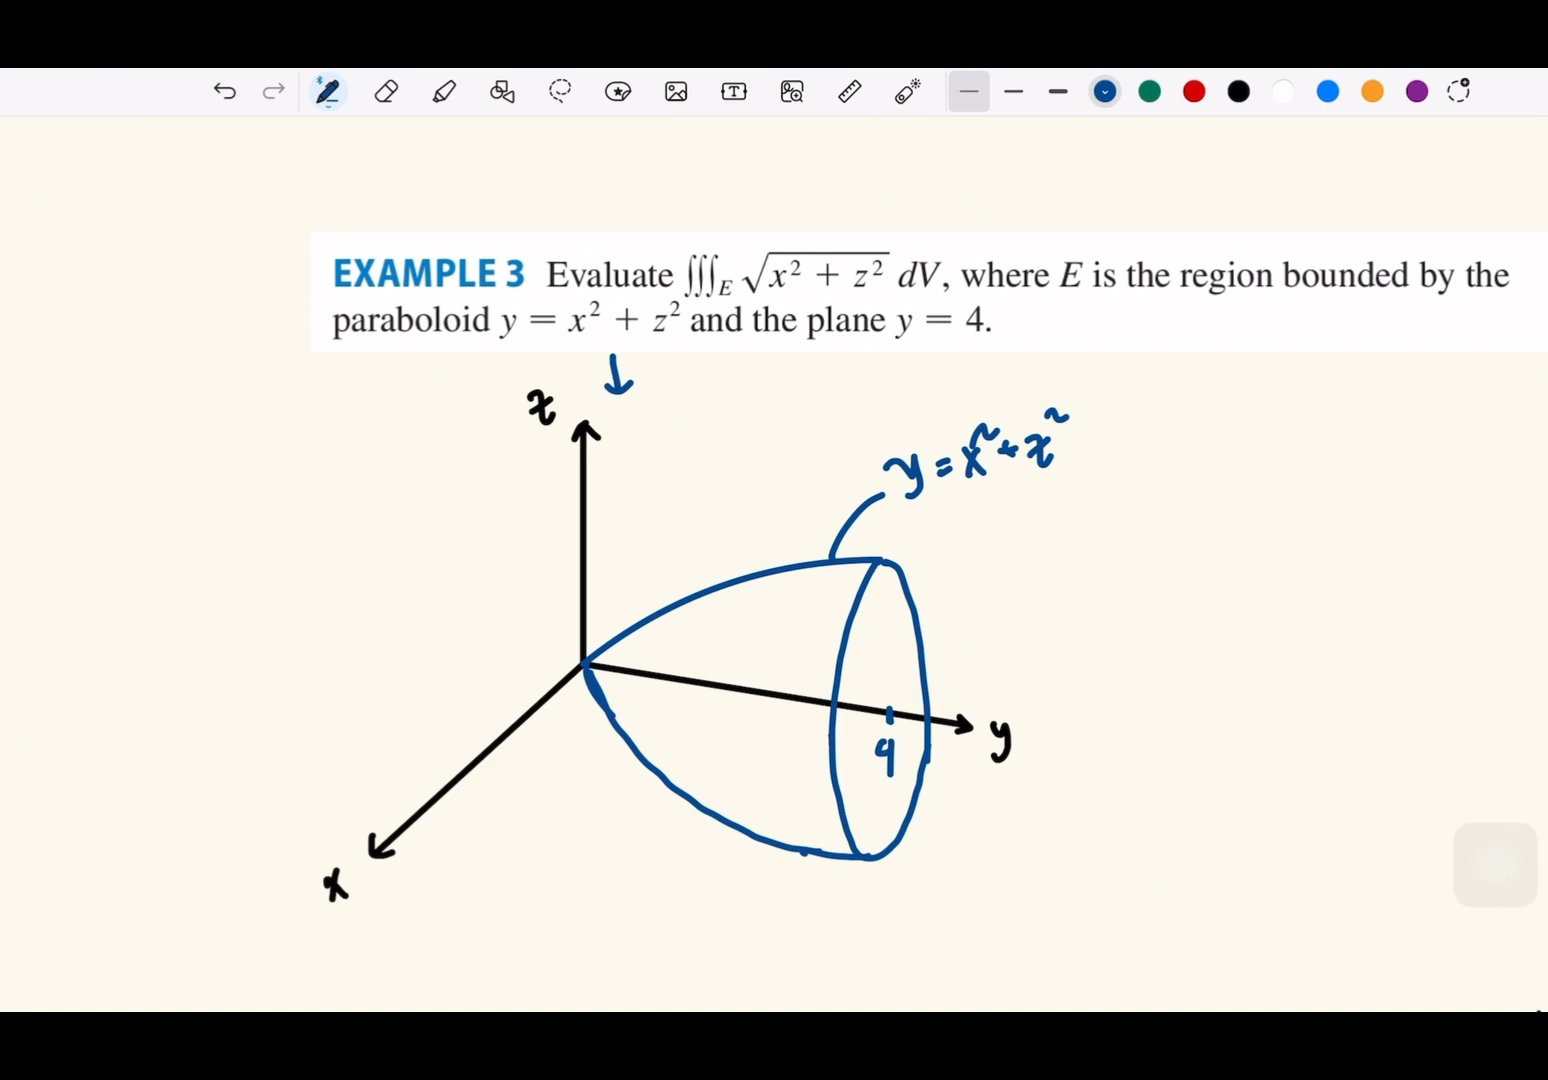 EXAMPLE 3 Evaluate ∭_E √(x² + z²) dV, where E is the region bounded by the
paraboloid y = x² + z² and the plane y = 4.
z
y = x² + z²
4
y
x